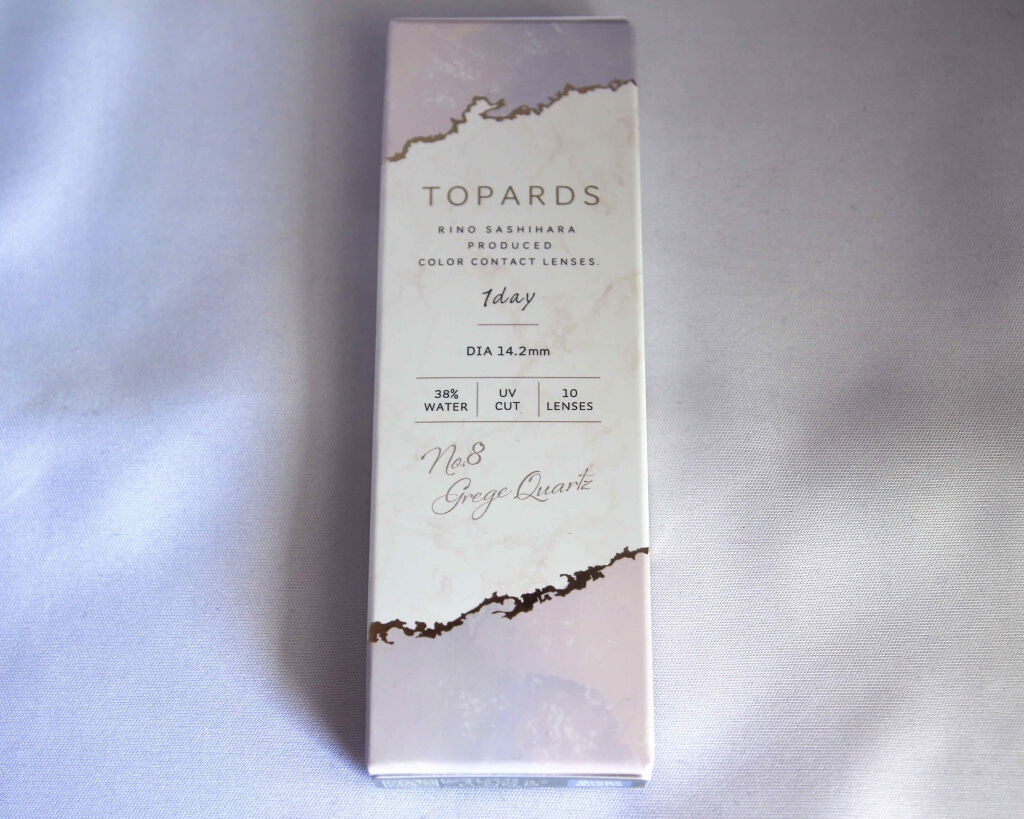 TOPARDS
RINO SASHIHARA
PRODUCED
COLOR CONTACT LENSES.
1day
DIA 14.2mm
38% WATER
UV CUT
10 LENSES
No.8
Grege Quartz